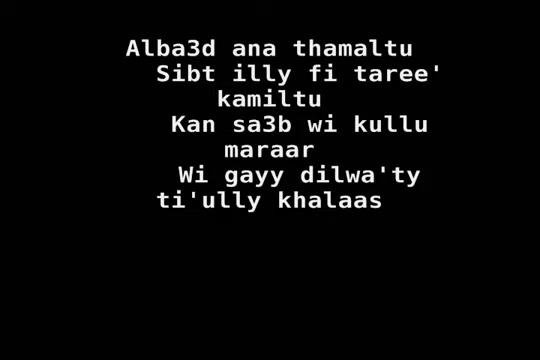 Alba3d ana thamaltu
Sibt illy fi taree'
kamiltu
Kan sa3b wi kullu
maraar
Wi gayy dilwa'ty
ti'ully khalaas